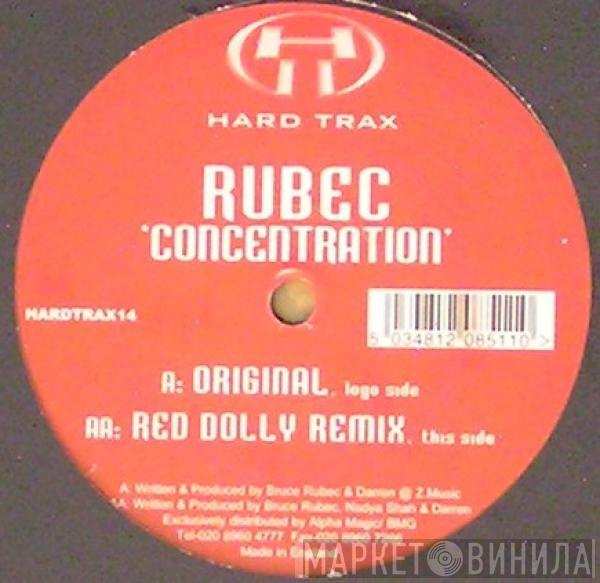 HARD TRAX
RUBEC
'CONCENTRATION'
HARDTRAX14
5 034812 085110 >
A: ORIGINAL, logo side
AA: RED DOLLY REMIX, this side
A: Written & Produced by Bruce Rubec & Darren @ Z.Music
AA: Written & Produced by Bruce Rubec, Nadya Shah & Darren
Exclusively distributed by Alpha Magic/ BMG
Tel-020 8960 4777 Fax-020
Made in
МАРКЕТ ВИНИЛА